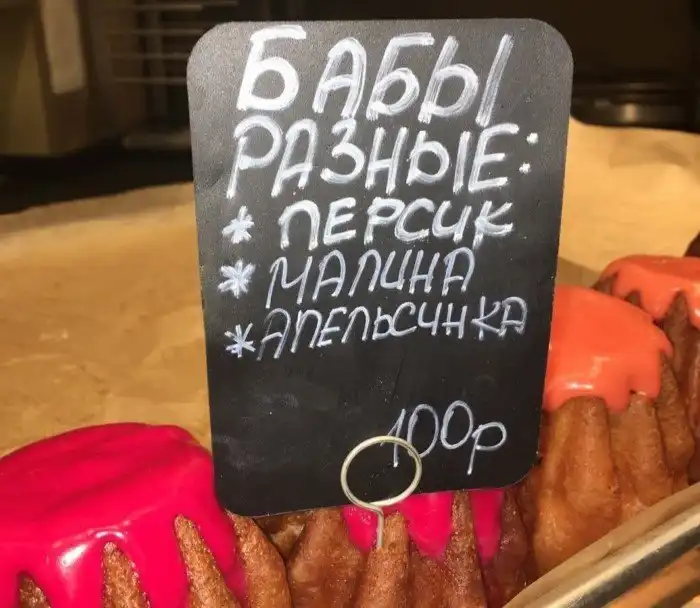 БАБЫ
РАЗНЫЕ:
* ПЕРСИК
* МАЛИНА
* АПЕЛЬСИНКА
100р